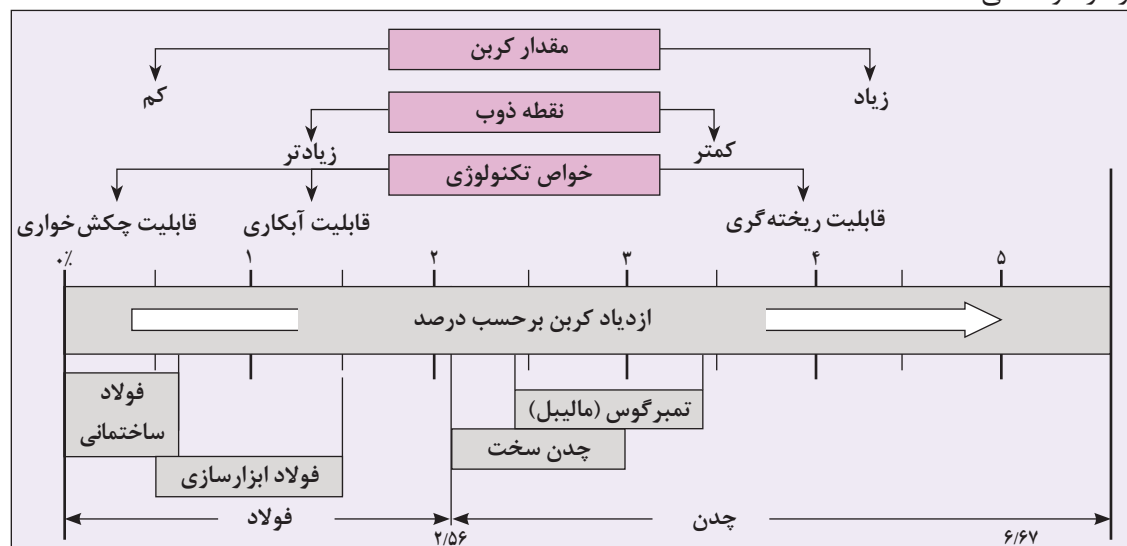 مقدار کربن
زیاد
کم
نقطه ذوب
کمتر
زیادتر
خواص تکنولوژی
قابلیت ریخته‌گری
قابلیت آبکاری
قابلیت چکش‌خواری
۰٪ ۱ ۲ ۳ ۴ ۵
ازدیاد کربن برحسب درصد
فولاد
ساختمانی
تمبرگوس (مالیبل)
چدن سخت
فولاد ابزارسازی
فولاد
چدن
۲/۵۶
۶/۶۷